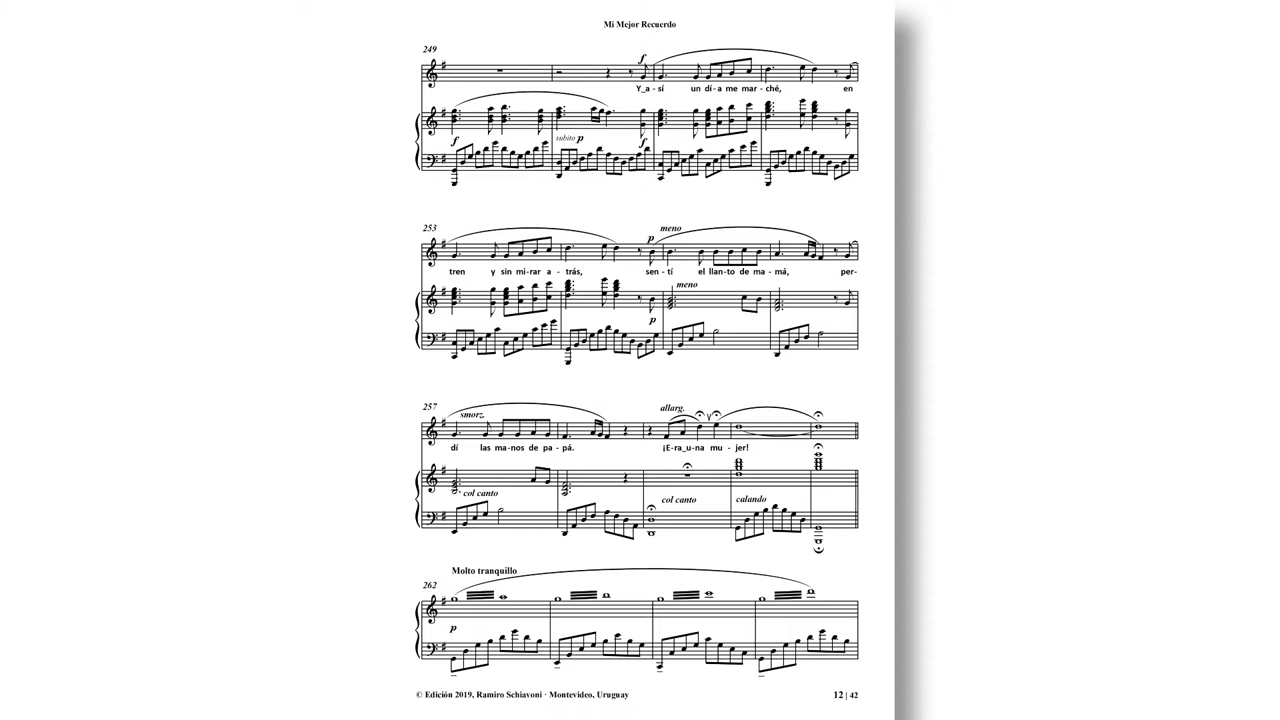 Mi Mejor Recuerdo
249
f
Y_a - sí un dí - a me mar - ché, en
f subito p f
253
p meno
tren y sin mi - rar a - trás, sen - tí el llan - to de ma - má, per-
meno
p
257
smorz. allarg.
dí las ma - nos de pa - pá. ¡E - ra_u - na mu - jer!
col canto col canto calando
Molto tranquillo
262
p
© Edición 2019, Ramiro Schiavoni · Montevideo, Uruguay 12 | 42